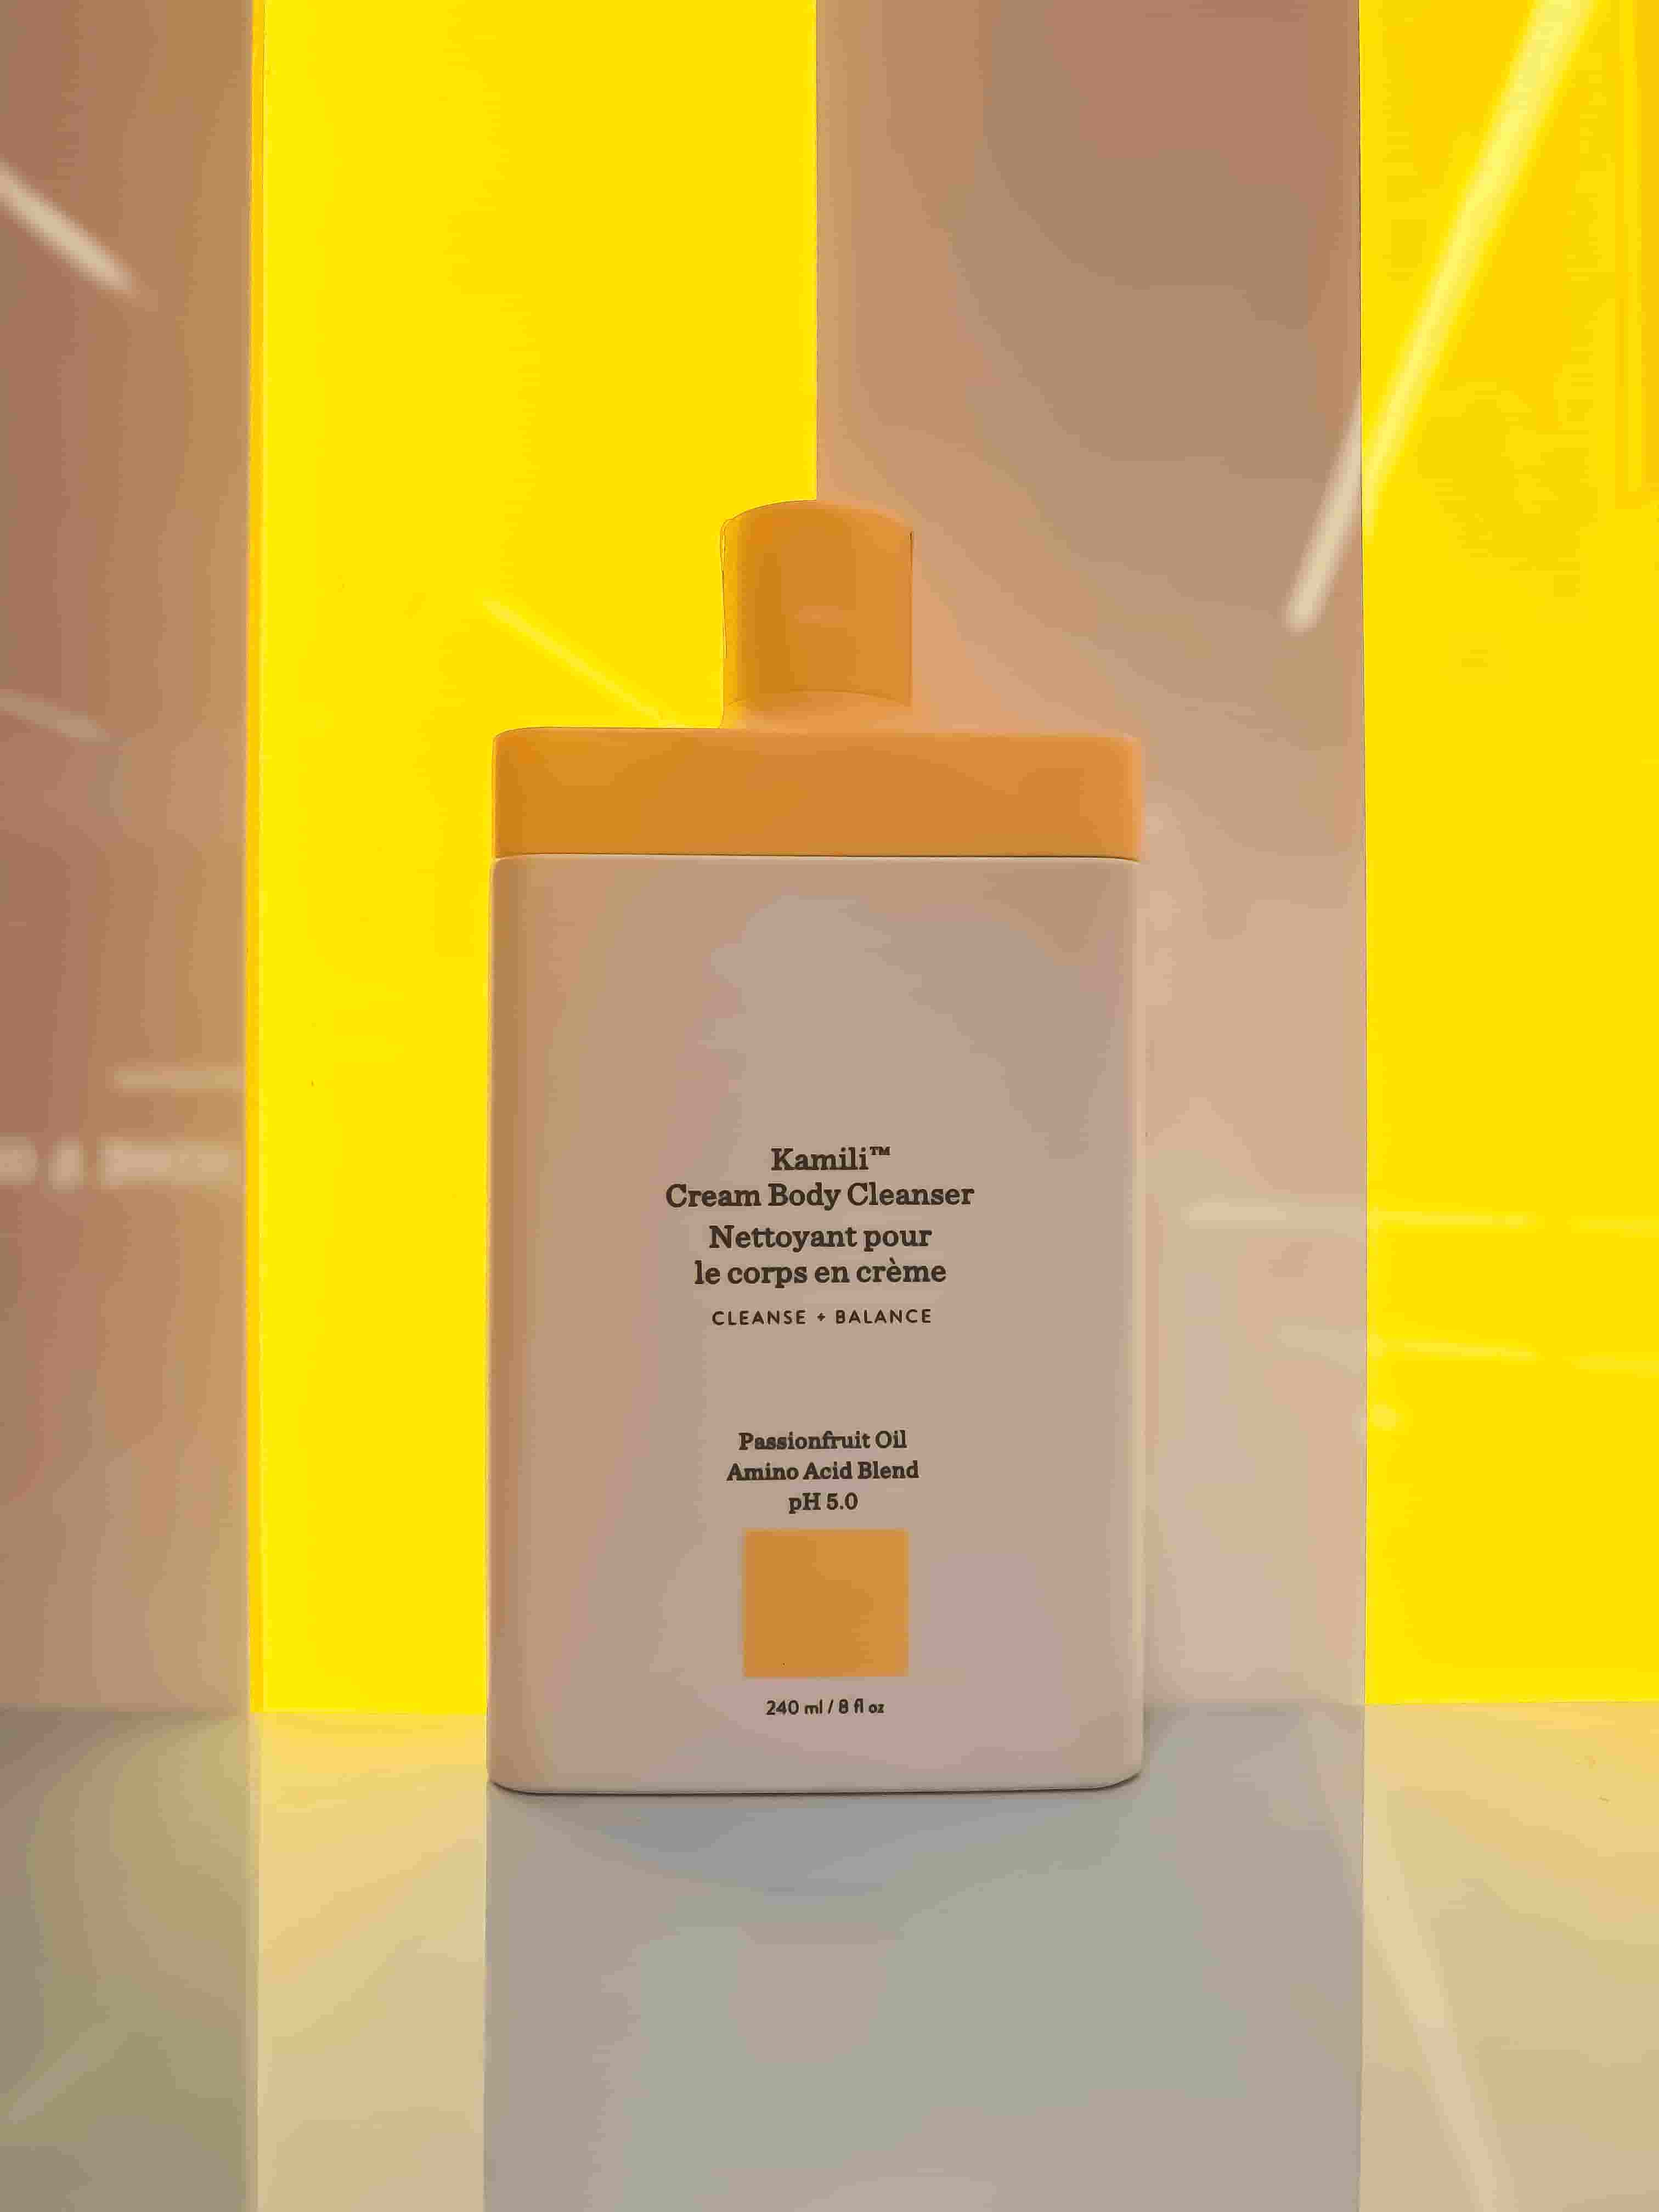 Kamili™
Cream Body Cleanser
Nettoyant pour
le corps en crème
CLEANSE + BALANCE
Passionfruit Oil
Amino Acid Blend
pH 5.0
240 ml / 8 fl oz